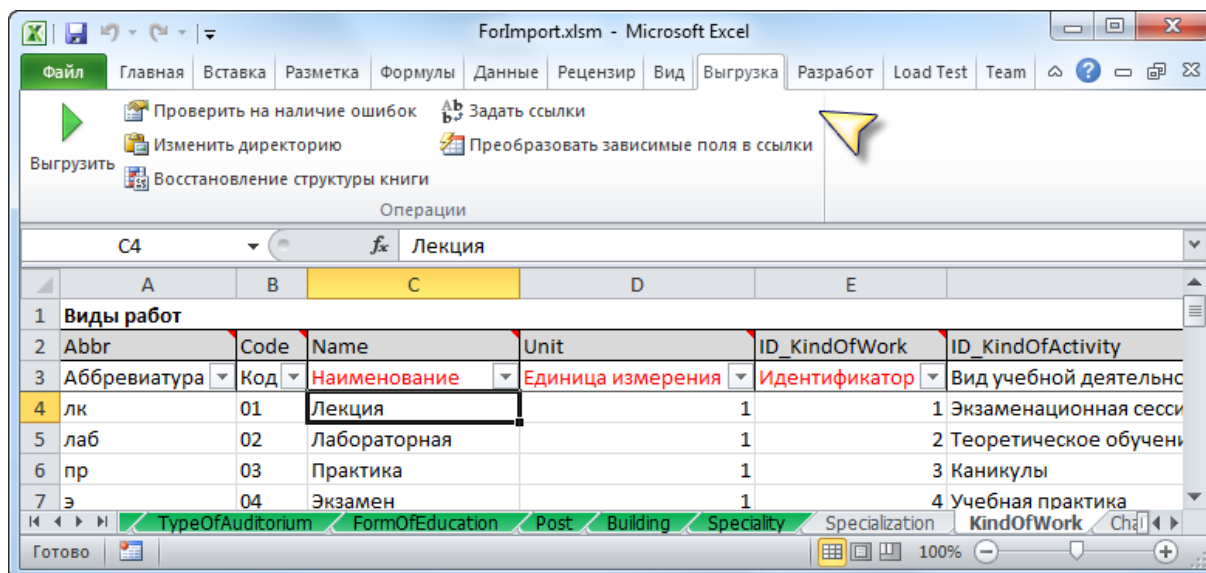 ForImport.xlsm - Microsoft Excel
Файл Главная Вставка Разметка Формулы Данные Рецензир Вид Выгрузка Разработ Load Test Team
Проверить на наличие ошибок Задать ссылки
Выгрузить Изменить директорию Преобразовать зависимые поля в ссылки
Восстановление структуры книги
Операции
C4 fx Лекция
A B C D E
1 Виды работ
2 Abbr Code Name Unit ID_KindOfWork ID_KindOfActivity
3 Аббревиатура Код Наименование Единица измерения Идентификатор Вид учебной деятельно
4 лк 01 Лекция 1 1 Экзаменационная сесси
5 лаб 02 Лабораторная 1 2 Теоретическое обучени
6 пр 03 Практика 1 3 Каникулы
7 э 04 Экзамен 1 4 Учебная практика
TypeOfAuditorium FormOfEducation Post Building Speciality Specialization KindOfWork Cha
Готово 100%